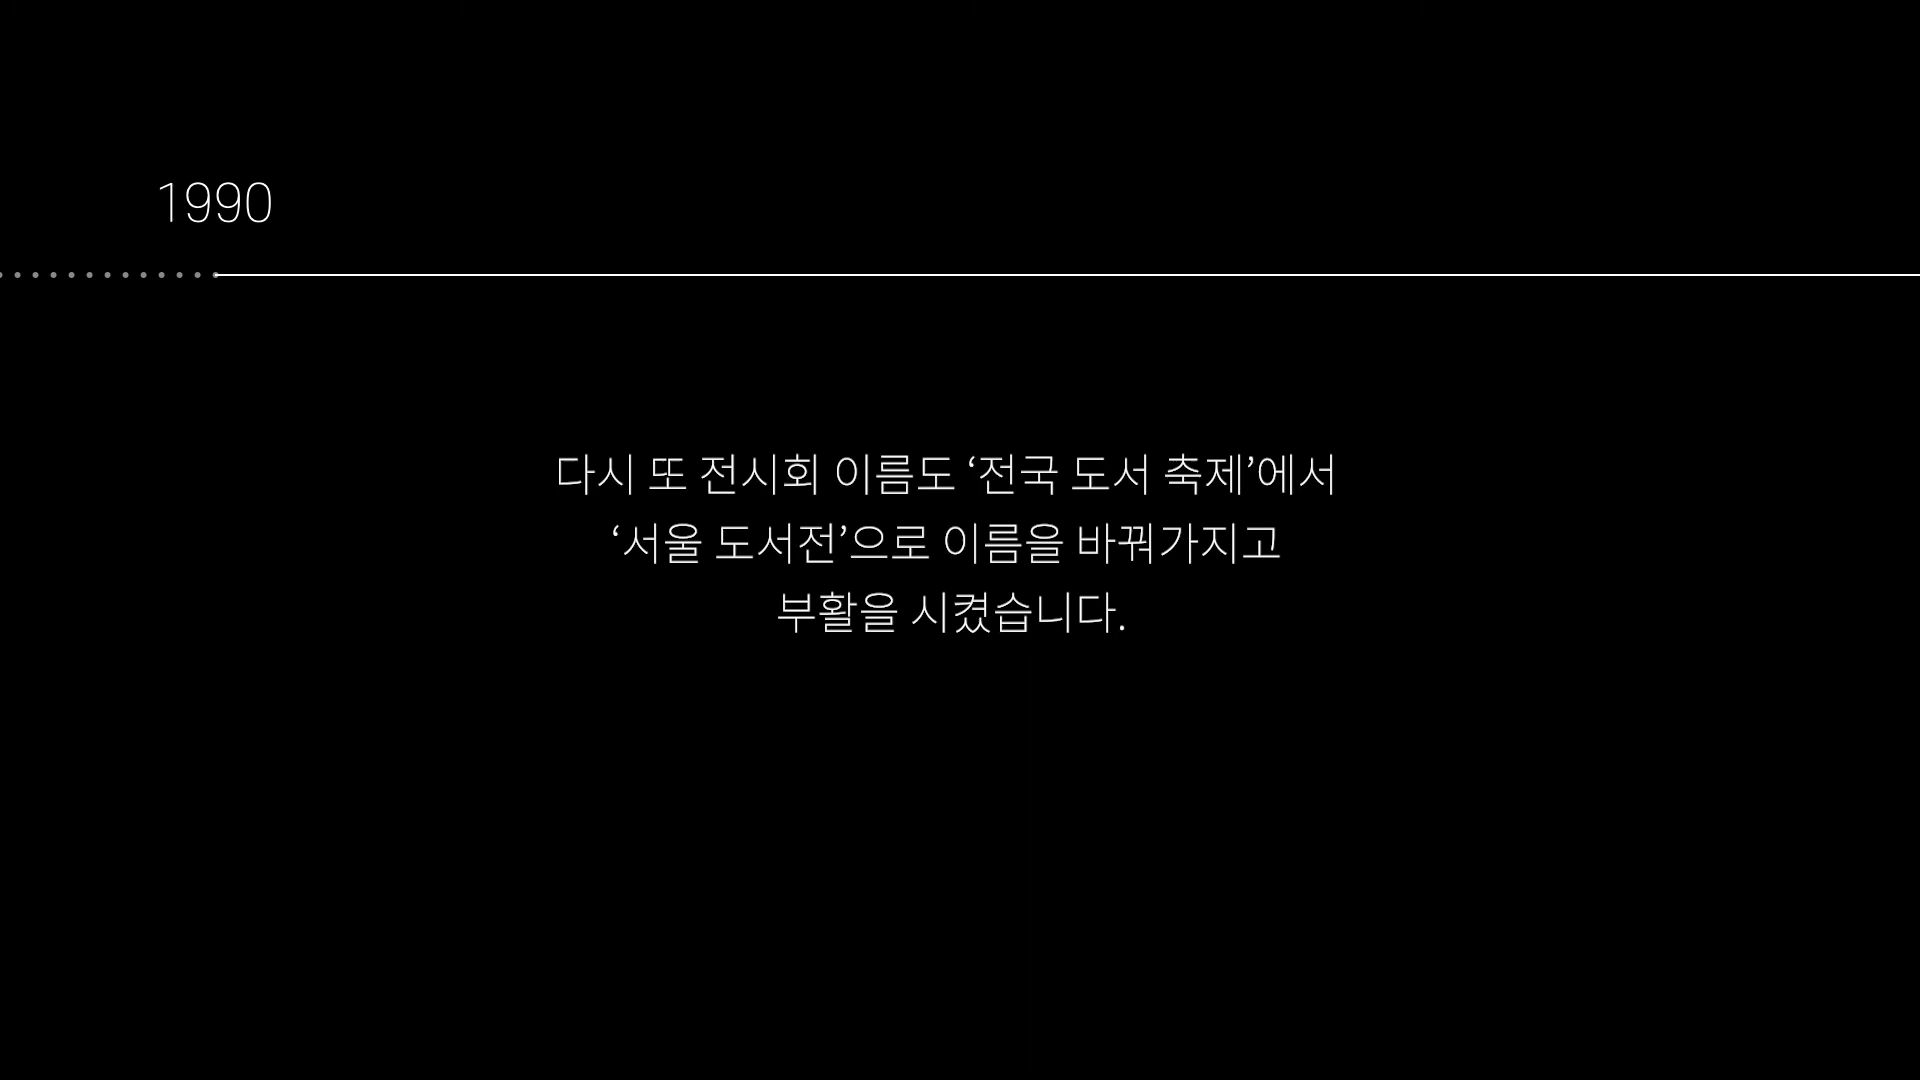 1990
다시 또 전시회 이름도 ‘전국 도서 축제’에서
‘서울 도서전’으로 이름을 바꿔가지고
부활을 시켰습니다.